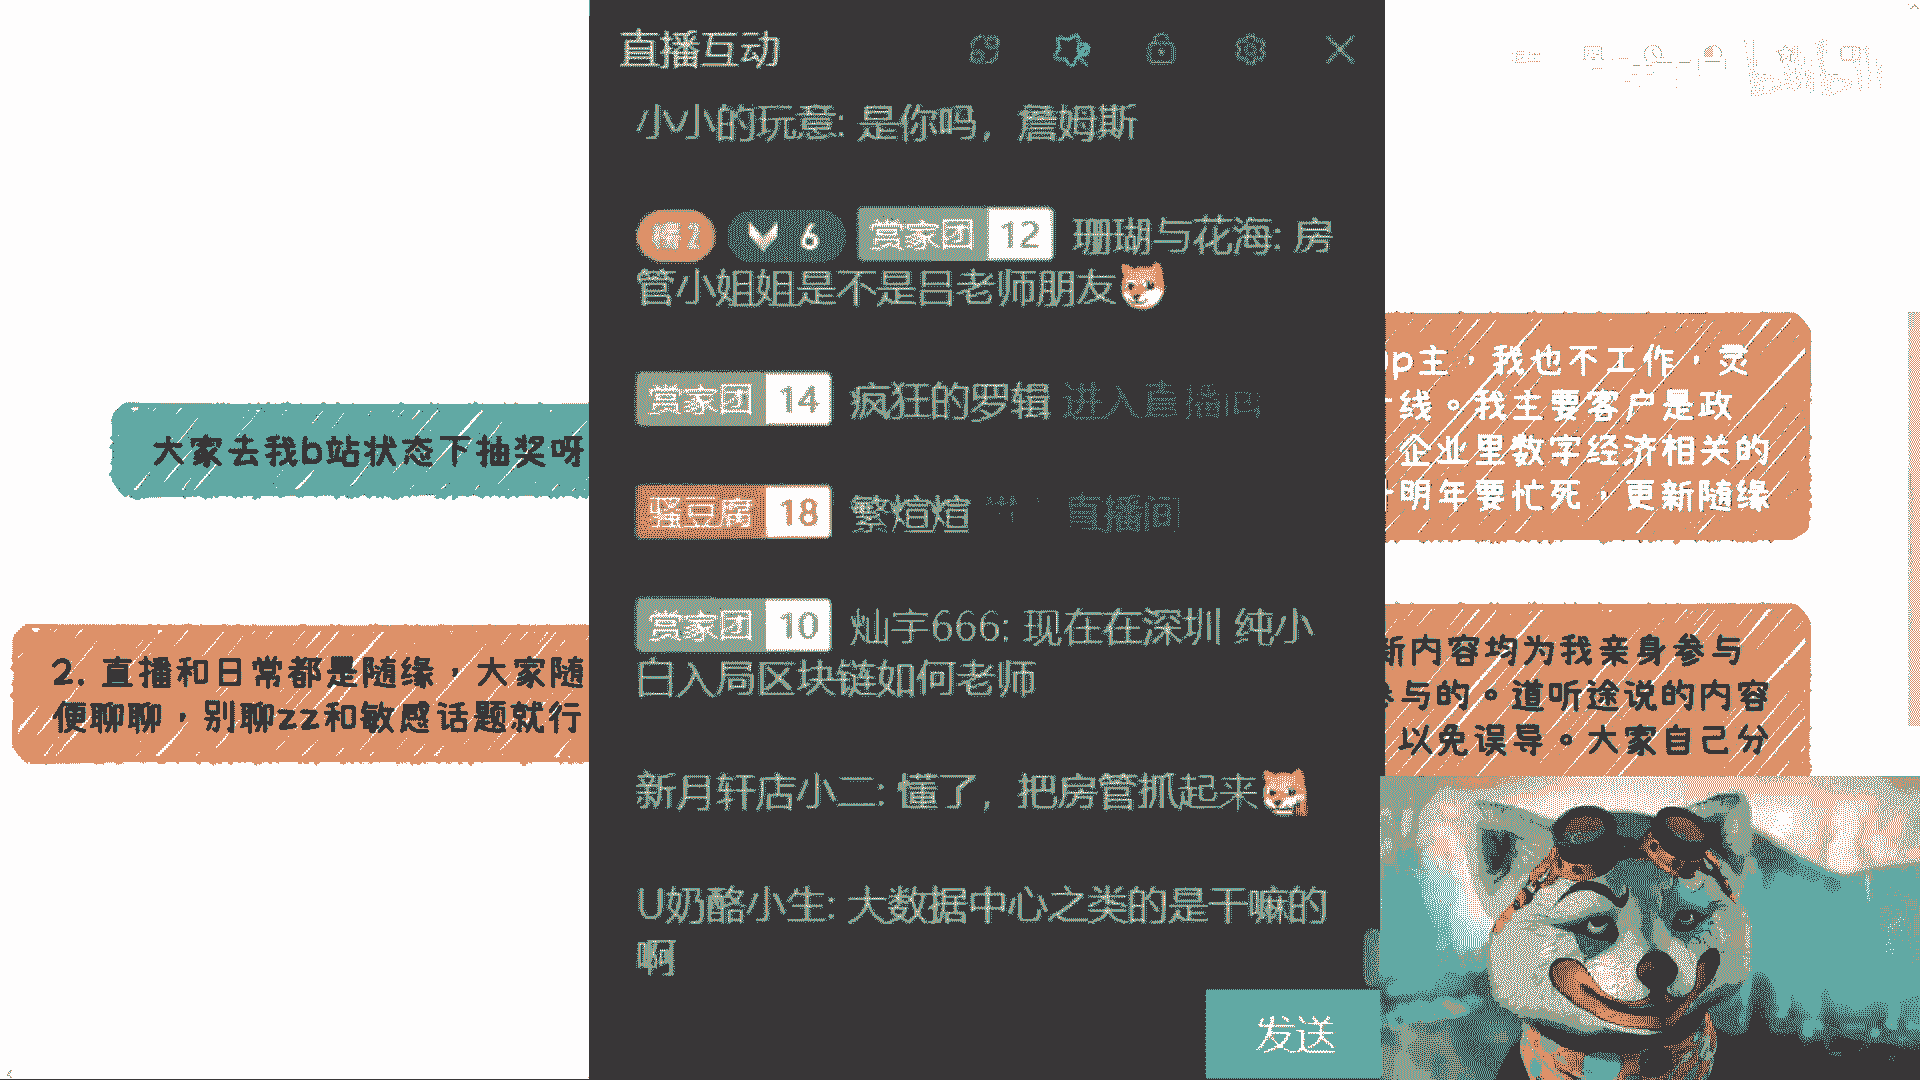 直播互动
小小的玩意: 是你吗，詹姆斯
6 赏家团 12 珊瑚与花海: 房
管小姐姐是不是吕老师朋友
赏家团 14 疯狂的罗辑 进入直播间
骚豆腐 18 繁煊煊 直播间
赏家团 10 灿宇666: 现在在深圳 纯小
白入局区块链如何老师
新月轩店小二: 懂了，把房管抓起来
U奶酪小生: 大数据中心之类的是干嘛的
啊
发送
大家去我b站状态下抽奖呀
2. 直播和日常都是随缘，大家随
便聊聊，别聊zz和敏感话题就行
p主，我也不工作，灵
线。我主要客户是政
企业里数字经济相关的
明年要忙死，更新随缘
新内容均为我亲身参与
参与的。道听途说的内容
以免误导。大家自己分